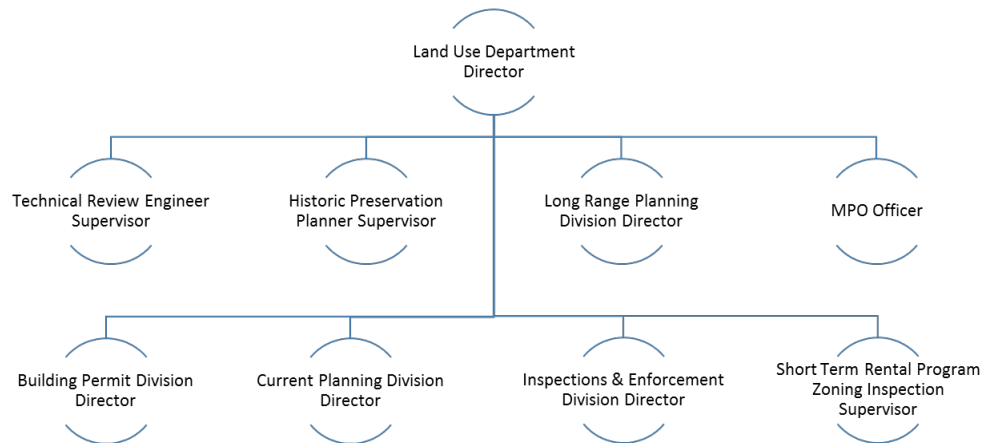 Land Use Department
Director
Technical Review Engineer
Supervisor
Historic Preservation
Planner Supervisor
Long Range Planning
Division Director
MPO Officer
Building Permit Division
Director
Current Planning Division
Director
Inspections & Enforcement
Division Director
Short Term Rental Program
Zoning Inspection
Supervisor